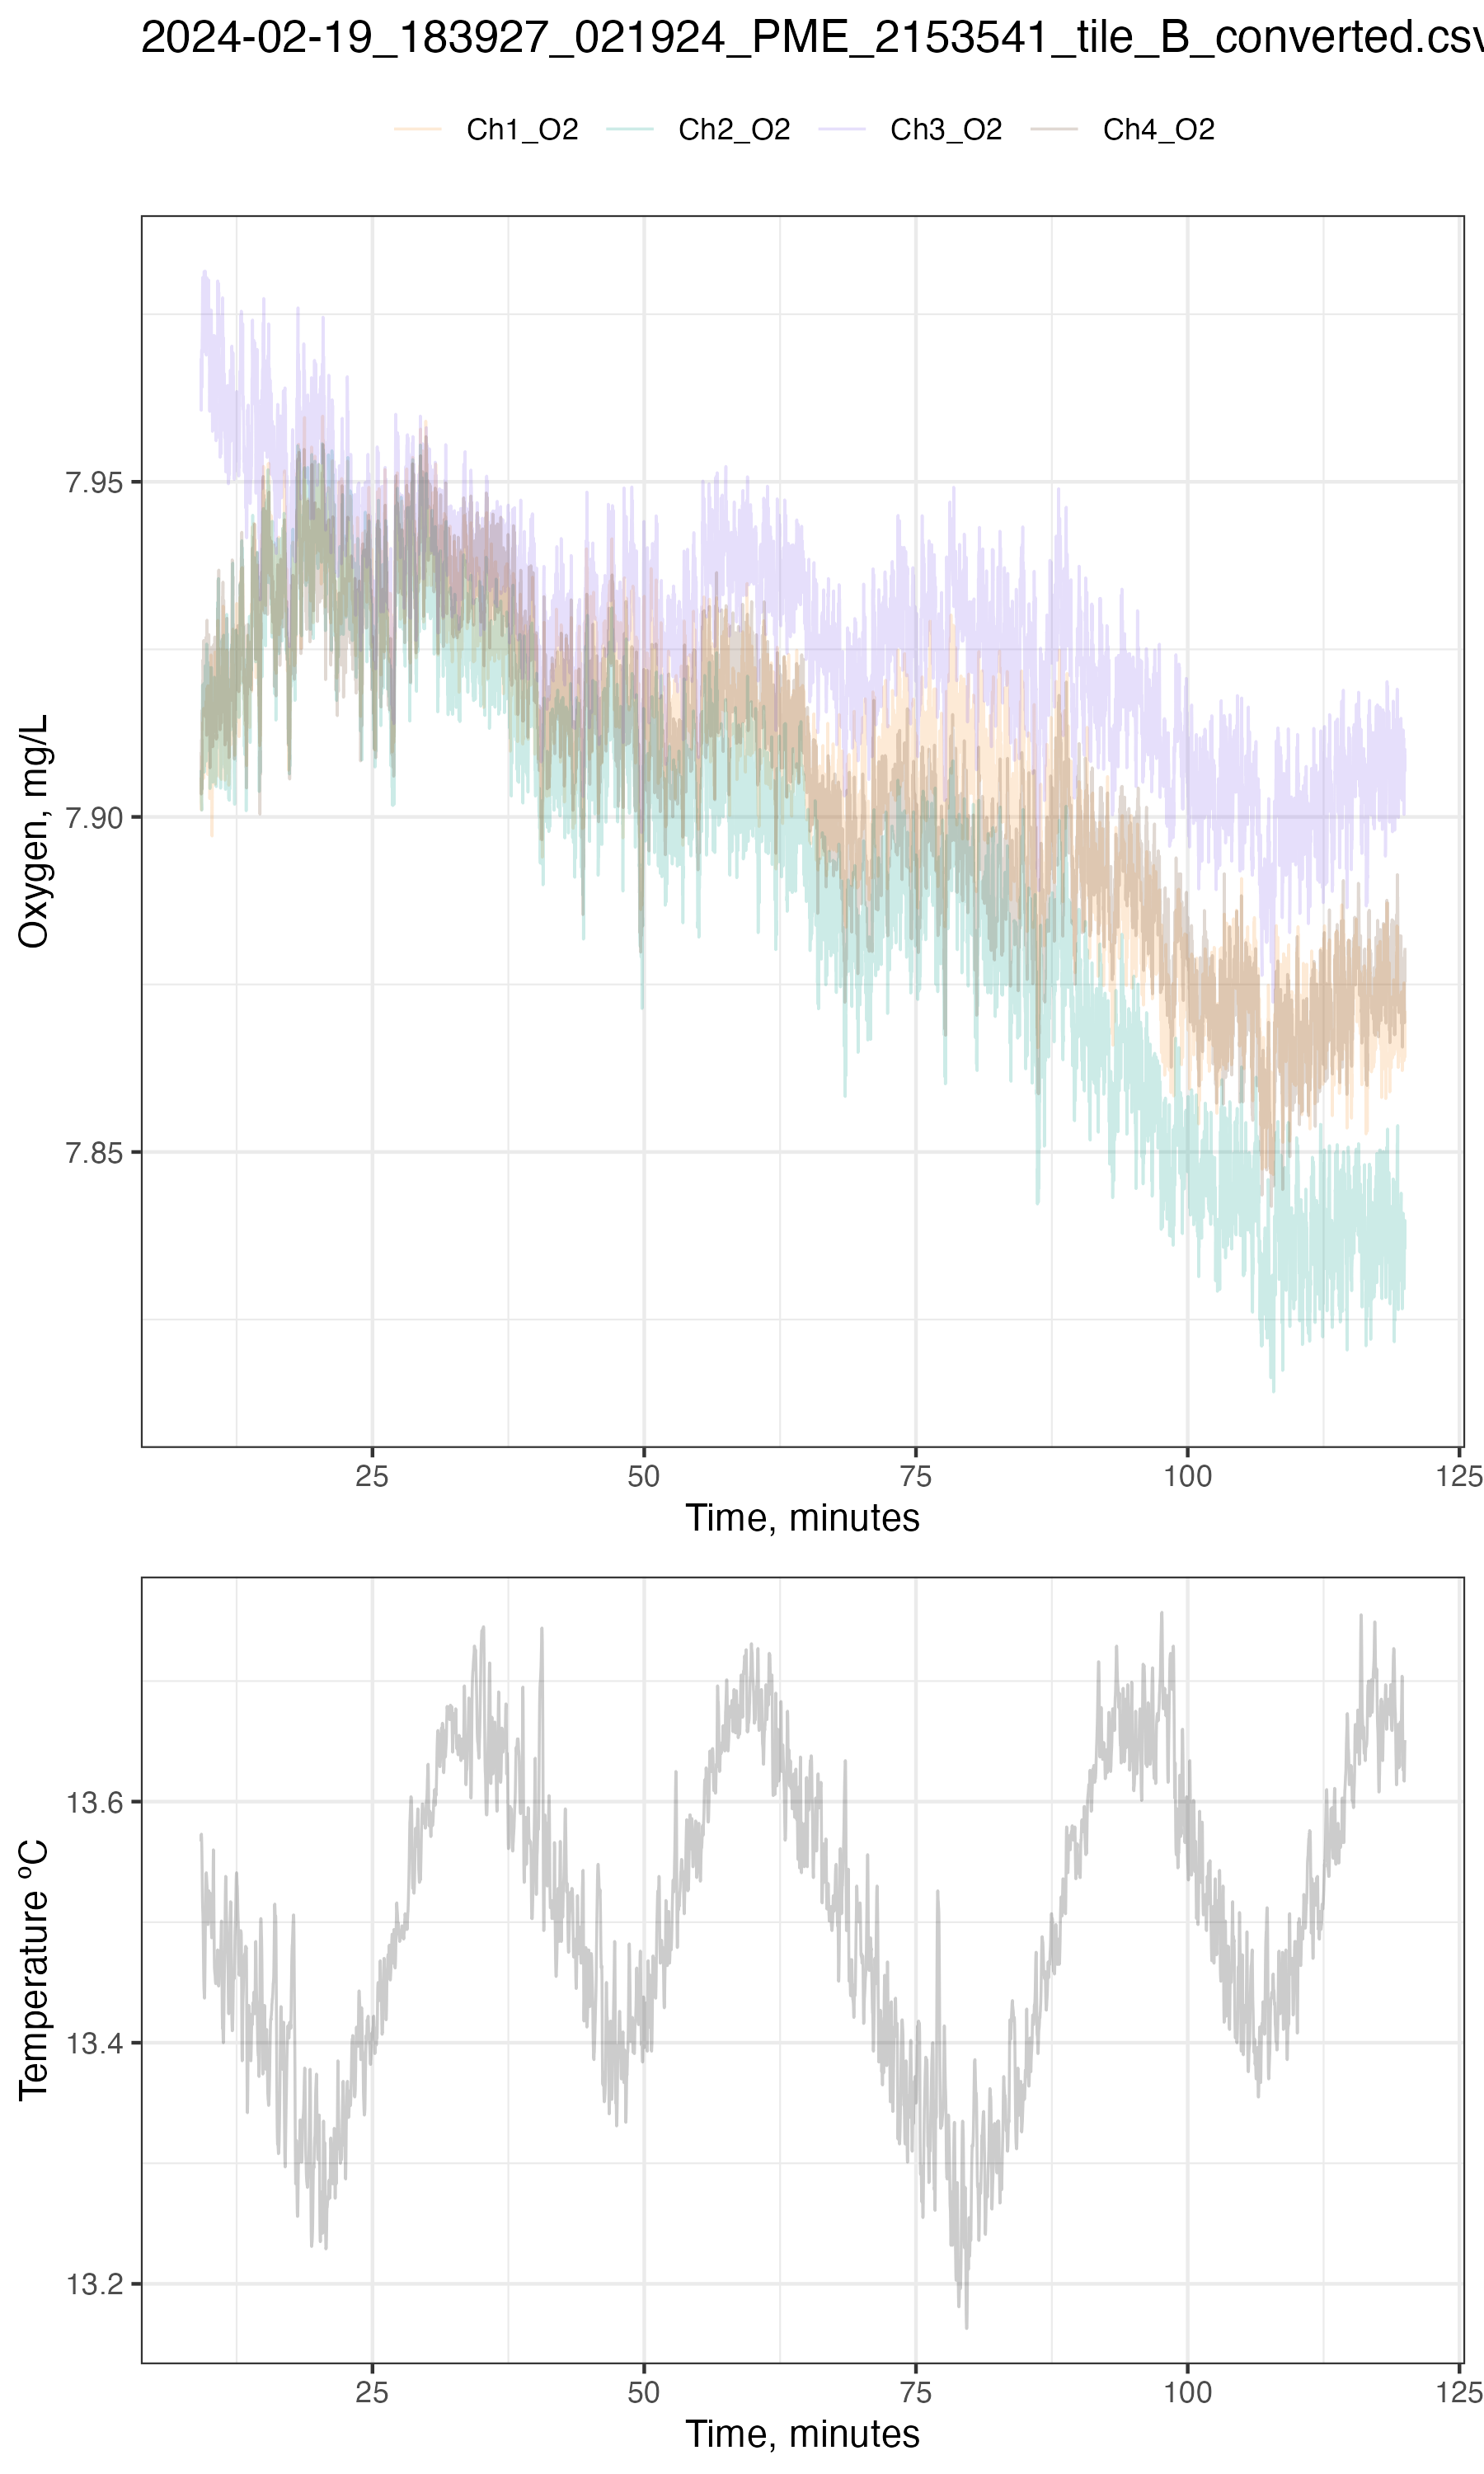 2024-02-19_183927_021924_PME_2153541_tile_B_converted.csv
Ch1_O2 Ch2_O2 Ch3_O2 Ch4_O2
Oxygen, mg/L
7.95
7.90
7.85
25 50 75 100 125
Time, minutes
Temperature ºC
13.6
13.4
13.2
25 50 75 100 125
Time, minutes